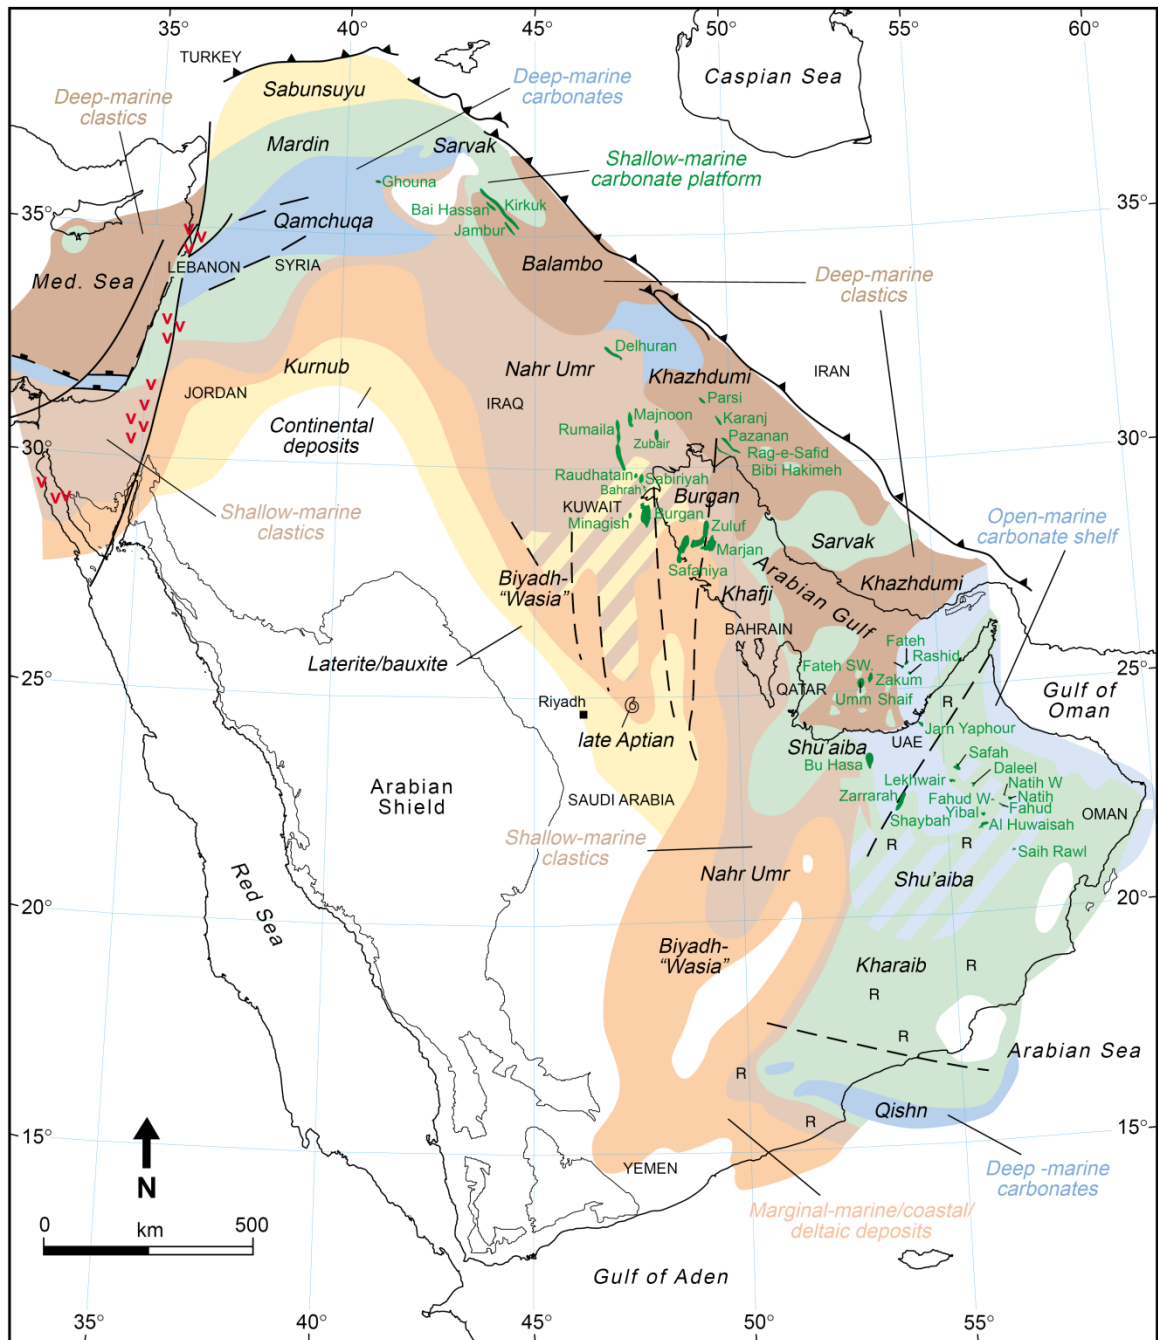 35°
40°
45°
50°
55°
60°
TURKEY
Caspian Sea
Deep-marine
carbonates
Sabunsuyu
Deep-marine
clastics
Mardin
Sarvak
Shallow-marine
carbonate platform
Ghouna
35°
35°
Bai Hassan
Kirkuk
Qamchuqa
Jambur
LEBANON
SYRIA
Balambo
Med. Sea
Deep-marine
clastics
V
V
V
V
V
V
Delhuran
Kurnub
Nahr Umr
Khazhdumi
IRAN
JORDAN
IRAQ
Parsi
V
V
V
V
V
Continental
deposits
Majnoon
Karanj
Rumaila
Zubair
Pazanan
30°
30°
Rag-e-Safid
Bibi Hakimeh
Raudhatain
Sabiriyah
Bahrah
V
V
V
Burgan
KUWAIT
Shallow-marine
clastics
Minagish
Burgan
Open-marine
carbonate shelf
Zuluf
Sarvak
Marjan
Safaniya
Arabian Gulf
Khazhdumi
Biyadh-
“Wasia”
Khafji
BAHRAIN
Fateh
Laterite/bauxite
Rashid
Fateh SW.
25°
25°
Zakum
QATAR
Umm Shaif
Gulf of
Oman
Riyadh
R
Jarn Yaphour
late Aptian
Shu’aiba
UAE
Safah
Bu Hasa
Daleel
Lekhwair
Natih W
Arabian
Shield
Zarrarah
Fahud W-
Natih
SAUDI ARABIA
Fahud
Yibal
OMAN
Shaybah
Al Huwaisah
Shallow-marine
clastics
R
R
Saih Rawl
Nahr Umr
Shu’aiba
Red Sea
20°
20°
Biyadh-
“Wasia”
Kharaib
R
R
R
Arabian Sea
R
Qishn
R
15°
15°
YEMEN
Deep -marine
carbonates
N
Marginal-marine/coastal/
deltaic deposits
0
km
500
Gulf of Aden
35°
40°
45°
50°
55°